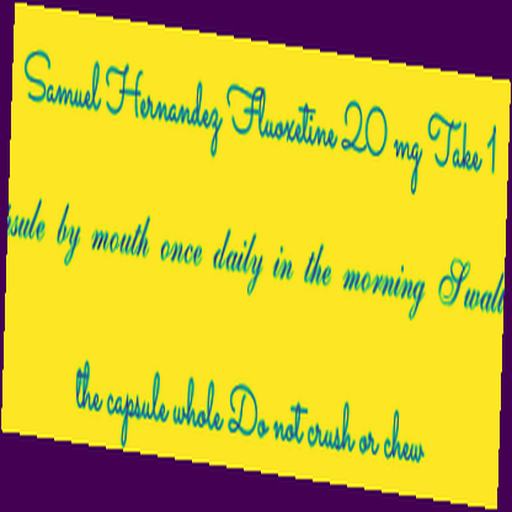 Samuel Hernandez Fluoxetine 20 mg Take 1
by mouth once daily in the morning
the capsule whole Do not crush or chew